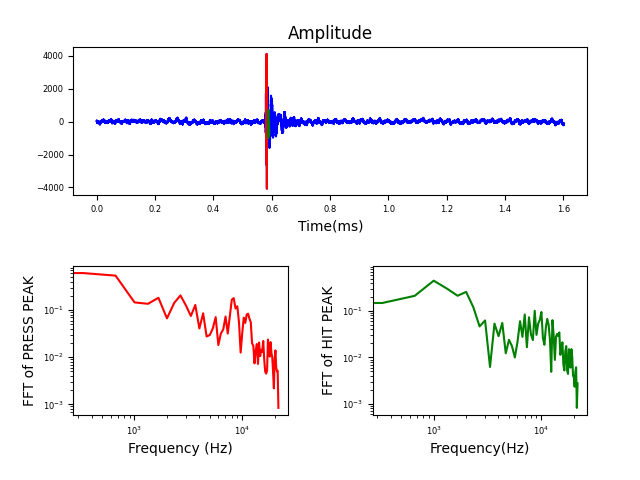 Amplitude
4000
2000
0
−2000
−4000
0.0 0.2 0.4 0.6 0.8 1.0 1.2 1.4 1.6
Time(ms)
FFT of PRESS PEAK
10⁻¹
10⁻²
10⁻³
10³ 10⁴
Frequency (Hz)
FFT of HIT PEAK
10⁻¹
10⁻²
10⁻³
10³ 10⁴
Frequency(Hz)